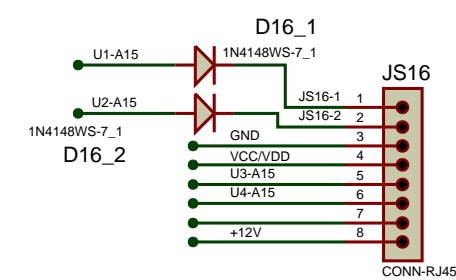 D16_1
U1-A15
1N4148WS-7_1
JS16
U2-A15
JS16-1
1
JS16-2
2
1N4148WS-7_1
GND
3
D16_2
VCC/VDD
4
U3-A15
5
U4-A15
6
7
+12V
8
CONN-RJ45